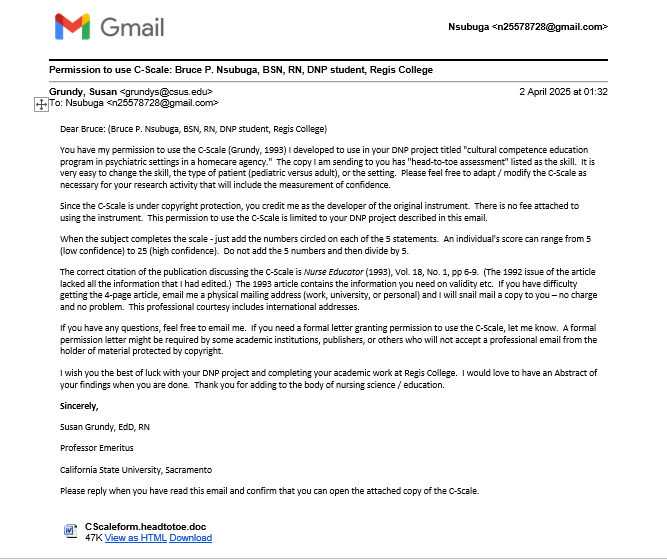 Gmail
Nsubuga <n25578728@gmail.com>
Permission to use C-Scale: Bruce P. Nsubuga, BSN, RN, DNP student, Regis College
Grundy, Susan <grundys@csus.edu>
2 April 2025 at 01:32
To: Nsubuga <n25578728@gmail.com>
Dear Bruce: (Bruce P. Nsubuga, BSN, RN, DNP student, Regis College)
You have my permission to use the C-Scale (Grundy, 1993) I developed to use in your DNP project titled "cultural competence education
program in psychiatric settings in a homecare agency." The copy I am sending to you has "head-to-toe assessment" listed as the skill. It is
very easy to change the skill, the type of patient (pediatric versus adult), or the setting. Please feel free to adapt / modify the C-Scale as
necessary for your research activity that will include the measurement of confidence.
Since the C-Scale is under copyright protection, you credit me as the developer of the original instrument. There is no fee attached to
using the instrument. This permission to use the C-Scale is limited to your DNP project described in this email.
When the subject completes the scale - just add the numbers circled on each of the 5 statements. An individual's score can range from 5
(low confidence) to 25 (high confidence). Do not add the 5 numbers and then divide by 5.
The correct citation of the publication discussing the C-Scale is Nurse Educator (1993), Vol. 18, No. 1, pp 6-9. (The 1992 issue of the article
lacked all the information that I had edited.) The 1993 article contains the information you need on validity etc. If you have difficulty
getting the 4-page article, email me a physical mailing address (work, university, or personal) and I will snail mail a copy to you – no charge
and no problem. This professional courtesy includes international addresses.
If you have any questions, feel free to email me. If you need a formal letter granting permission to use the C-Scale, let me know. A formal
permission letter might be required by some academic institutions, publishers, or others who will not accept a professional email from the
holder of material protected by copyright.
I wish you the best of luck with your DNP project and completing your academic work at Regis College. I would love to have an Abstract of
your findings when you are done. Thank you for adding to the body of nursing science / education.
Sincerely,
Susan Grundy, EdD, RN
Professor Emeritus
California State University, Sacramento
Please reply when you have read this email and confirm that you can open the attached copy of the C-Scale.
CScaleform.headtotoe.doc
47K View as HTML Download